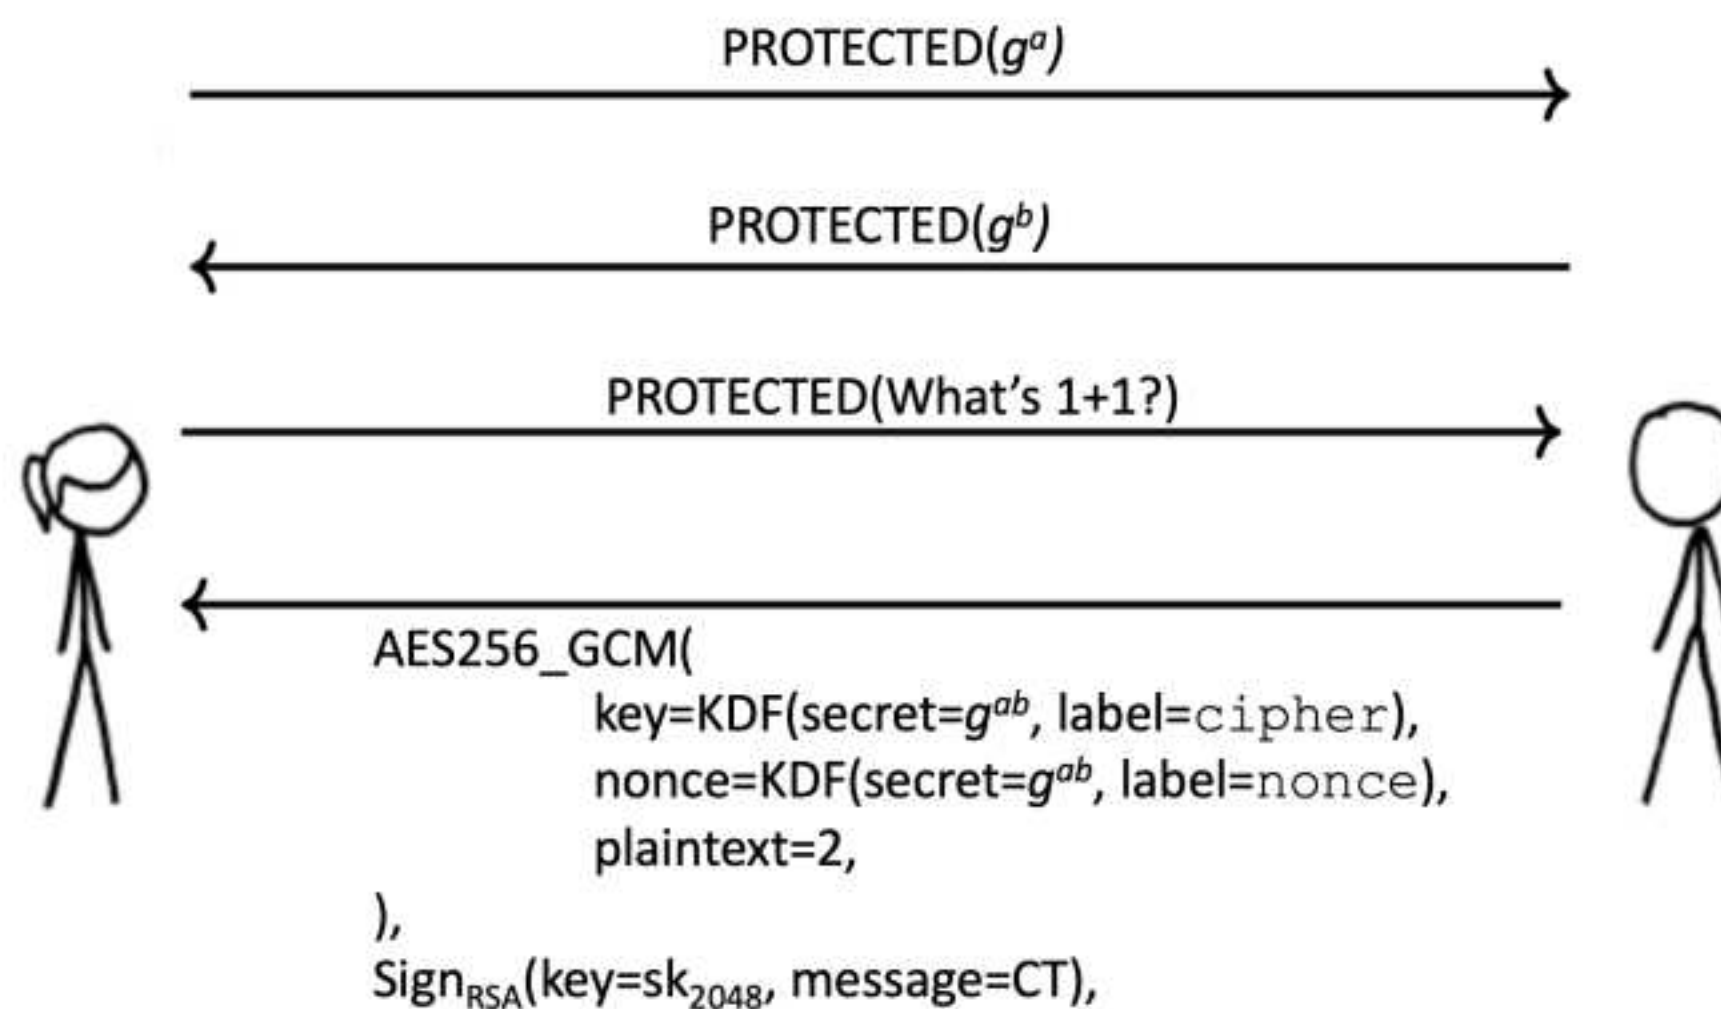 PROTECTED(gᵃ)
PROTECTED(gᵇ)
PROTECTED(What's 1+1?)
AES256_GCM(
key=KDF(secret=gᵃᵇ, label=cipher),
nonce=KDF(secret=gᵃᵇ, label=nonce),
plaintext=2,
),
Sign_RSA(key=sk₂₀₄₈, message=CT),